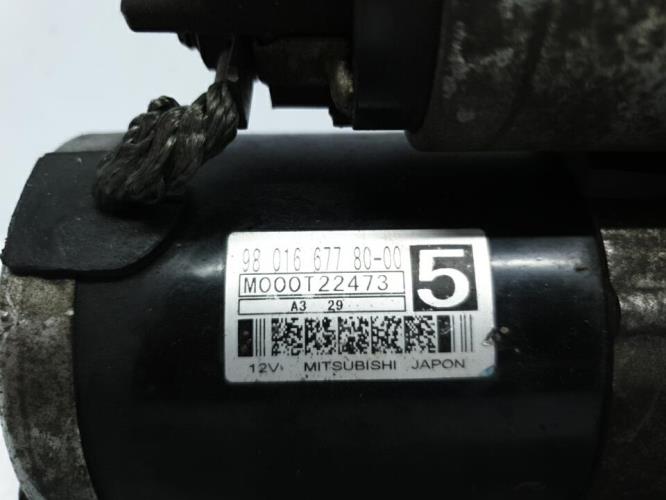 98 016 677 80-00
M000T22473
5
A3 29
12V MITSUBISHI JAPON